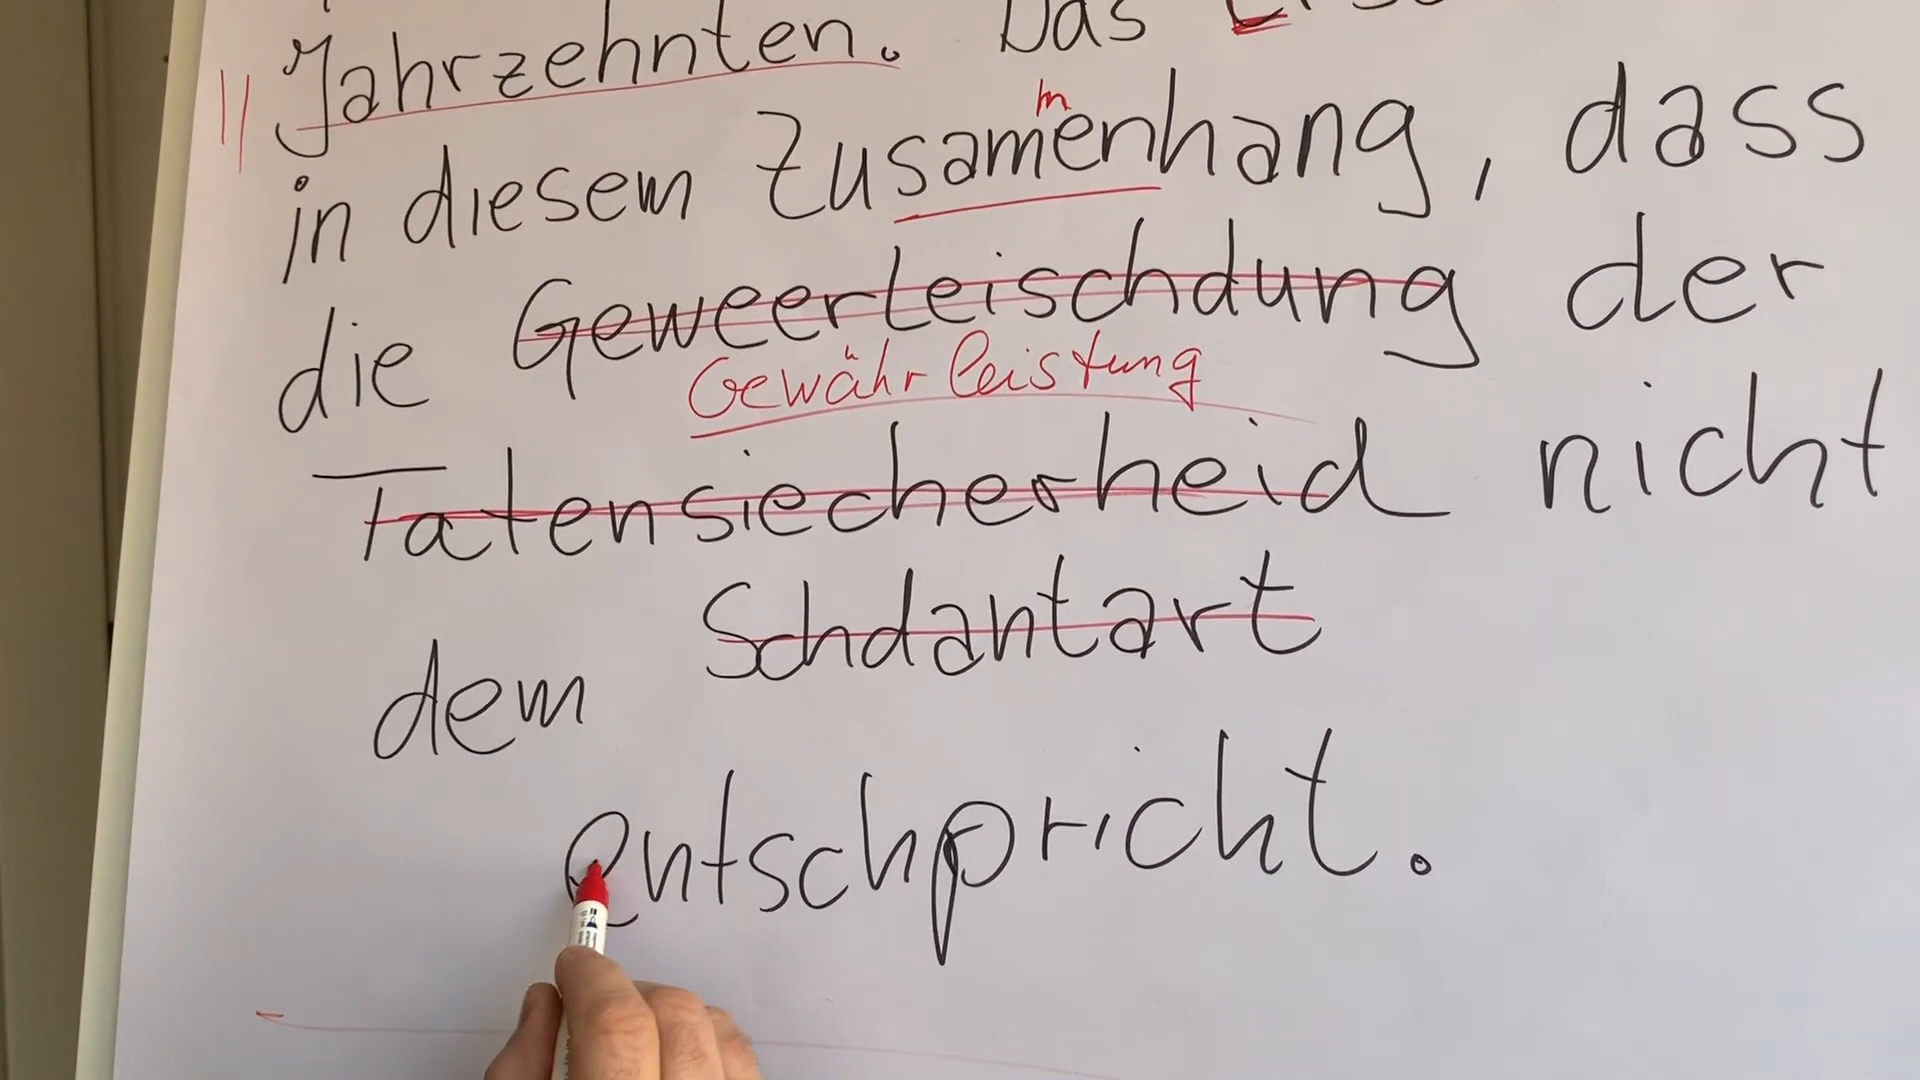 Jahrzehnten. Das
m
in diesem Zusamenhang, dass
die Geweerleischdung der
Gewährleistung
Tatensiecherheid nicht
dem Schdantart
entschpricht.